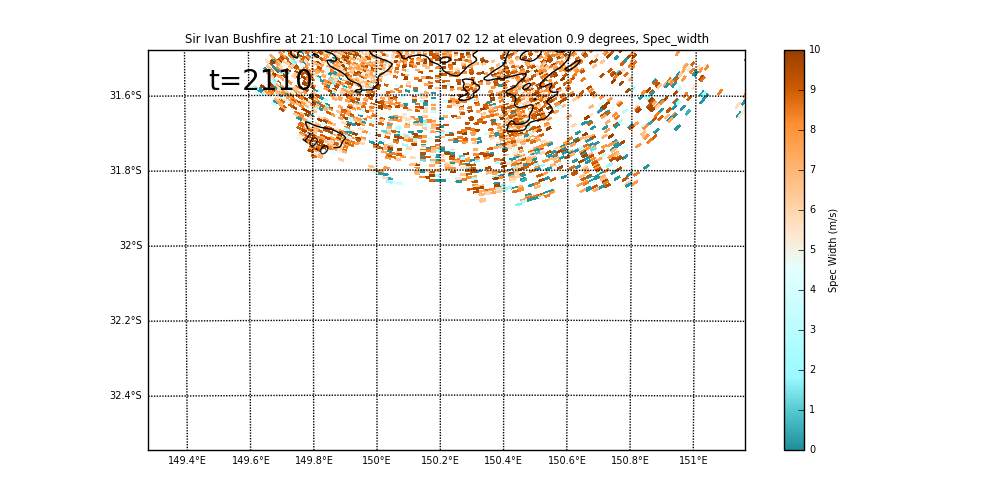 Sir Ivan Bushfire at 21:10 Local Time on 2017 02 12 at elevation 0.9 degrees, Spec_width
t=2110
10.0
31.6°S
31.8°S
32°S
32.2°S
32.4°S
149.4°E 149.6°E 149.8°E 150°E 150.2°E 150.4°E 150.6°E 150.8°E 151°E
10
9
8
7
6
5
4
3
2
1
0
Spec Width (m/s)